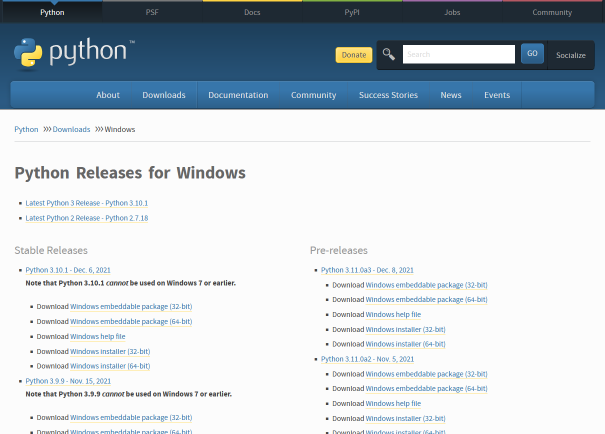 Python PSF Docs PyPI Jobs Community
python™
Donate Search GO Socialize
About Downloads Documentation Community Success Stories News Events
Python >>> Downloads >>> Windows
Python Releases for Windows
Latest Python 3 Release - Python 3.10.1
Latest Python 2 Release - Python 2.7.18
Stable Releases
Python 3.10.1 - Dec. 6, 2021
Note that Python 3.10.1 cannot be used on Windows 7 or earlier.
Download Windows embeddable package (32-bit)
Download Windows embeddable package (64-bit)
Download Windows help file
Download Windows installer (32-bit)
Download Windows installer (64-bit)
Python 3.9.9 - Nov. 15, 2021
Note that Python 3.9.9 cannot be used on Windows 7 or earlier.
Download Windows embeddable package (32-bit)
Download Windows embeddable package (64-bit)
Pre-releases
Python 3.11.0a3 - Dec. 8, 2021
Download Windows embeddable package (32-bit)
Download Windows embeddable package (64-bit)
Download Windows help file
Download Windows installer (32-bit)
Download Windows installer (64-bit)
Python 3.11.0a2 - Nov. 5, 2021
Download Windows embeddable package (32-bit)
Download Windows embeddable package (64-bit)
Download Windows help file
Download Windows installer (32-bit)
Download Windows installer (64-bit)